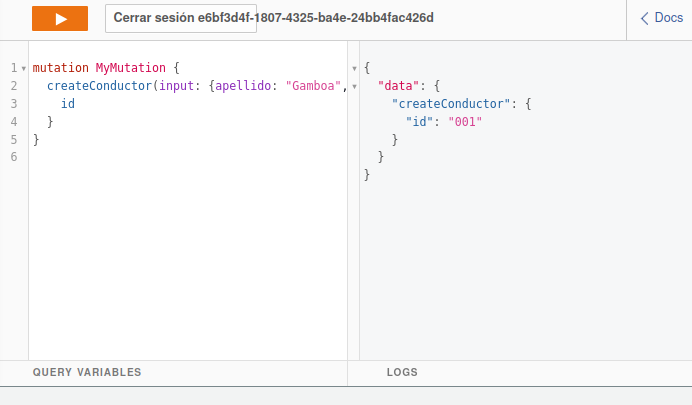 Cerrar sesión e6bf3d4f-1807-4325-ba4e-24bb4fac426d
Docs
1 mutation MyMutation {
2 createConductor(input: {apellido: "Gamboa",
3 id
4 }
5 }
6
{
"data": {
"createConductor": {
"id": "001"
}
}
}
QUERY VARIABLES
LOGS